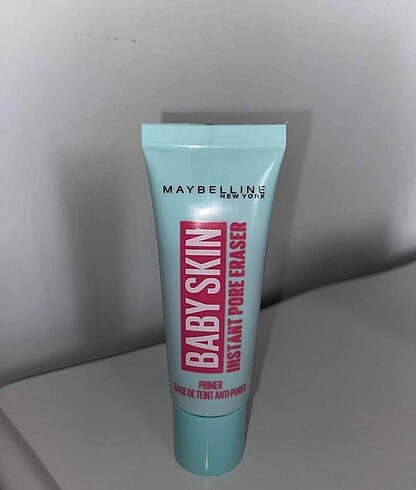 MAYBELLINE
NEW YORK
BABY SKIN
INSTANT PORE ERASER
PRIMER
BASE DE TEINT ANTI-PORES